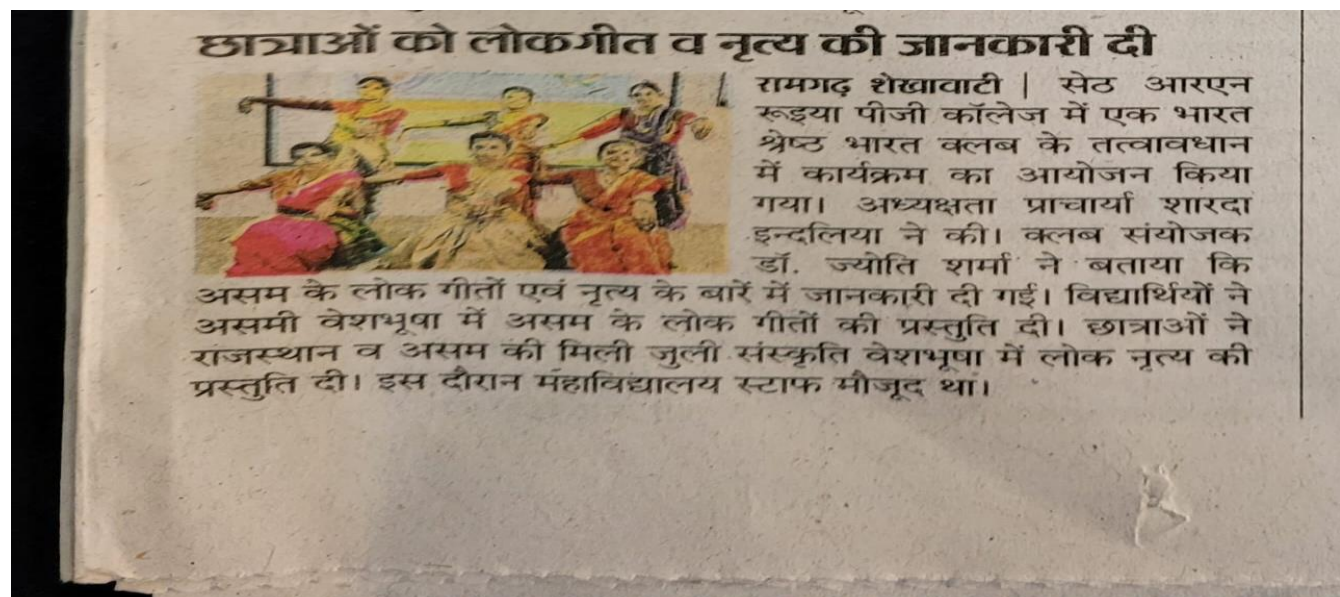 छात्राओं को लोकगीत व नृत्य की जानकारी दी
रामगढ़ शेखावाटी | सेठ आरएन
रूइया पीजी कॉलेज में एक भारत
श्रेष्ठ भारत क्लब के तत्वावधान
में कार्यक्रम का आयोजन किया
गया। अध्यक्षता प्राचार्या शारदा
इन्दलिया ने की। क्लब संयोजक
डॉ. ज्योति शर्मा ने बताया कि
असम के लोक गीतों एवं नृत्य के बारें में जानकारी दी गई। विद्यार्थियों ने
असमी वेशभूषा में असम के लोक गीतों की प्रस्तुति दी। छात्राओं ने
राजस्थान व असम की मिली जुली संस्कृति वेशभूषा में लोक नृत्य की
प्रस्तुति दी। इस दौरान महाविद्यालय स्टाफ मौजूद था।